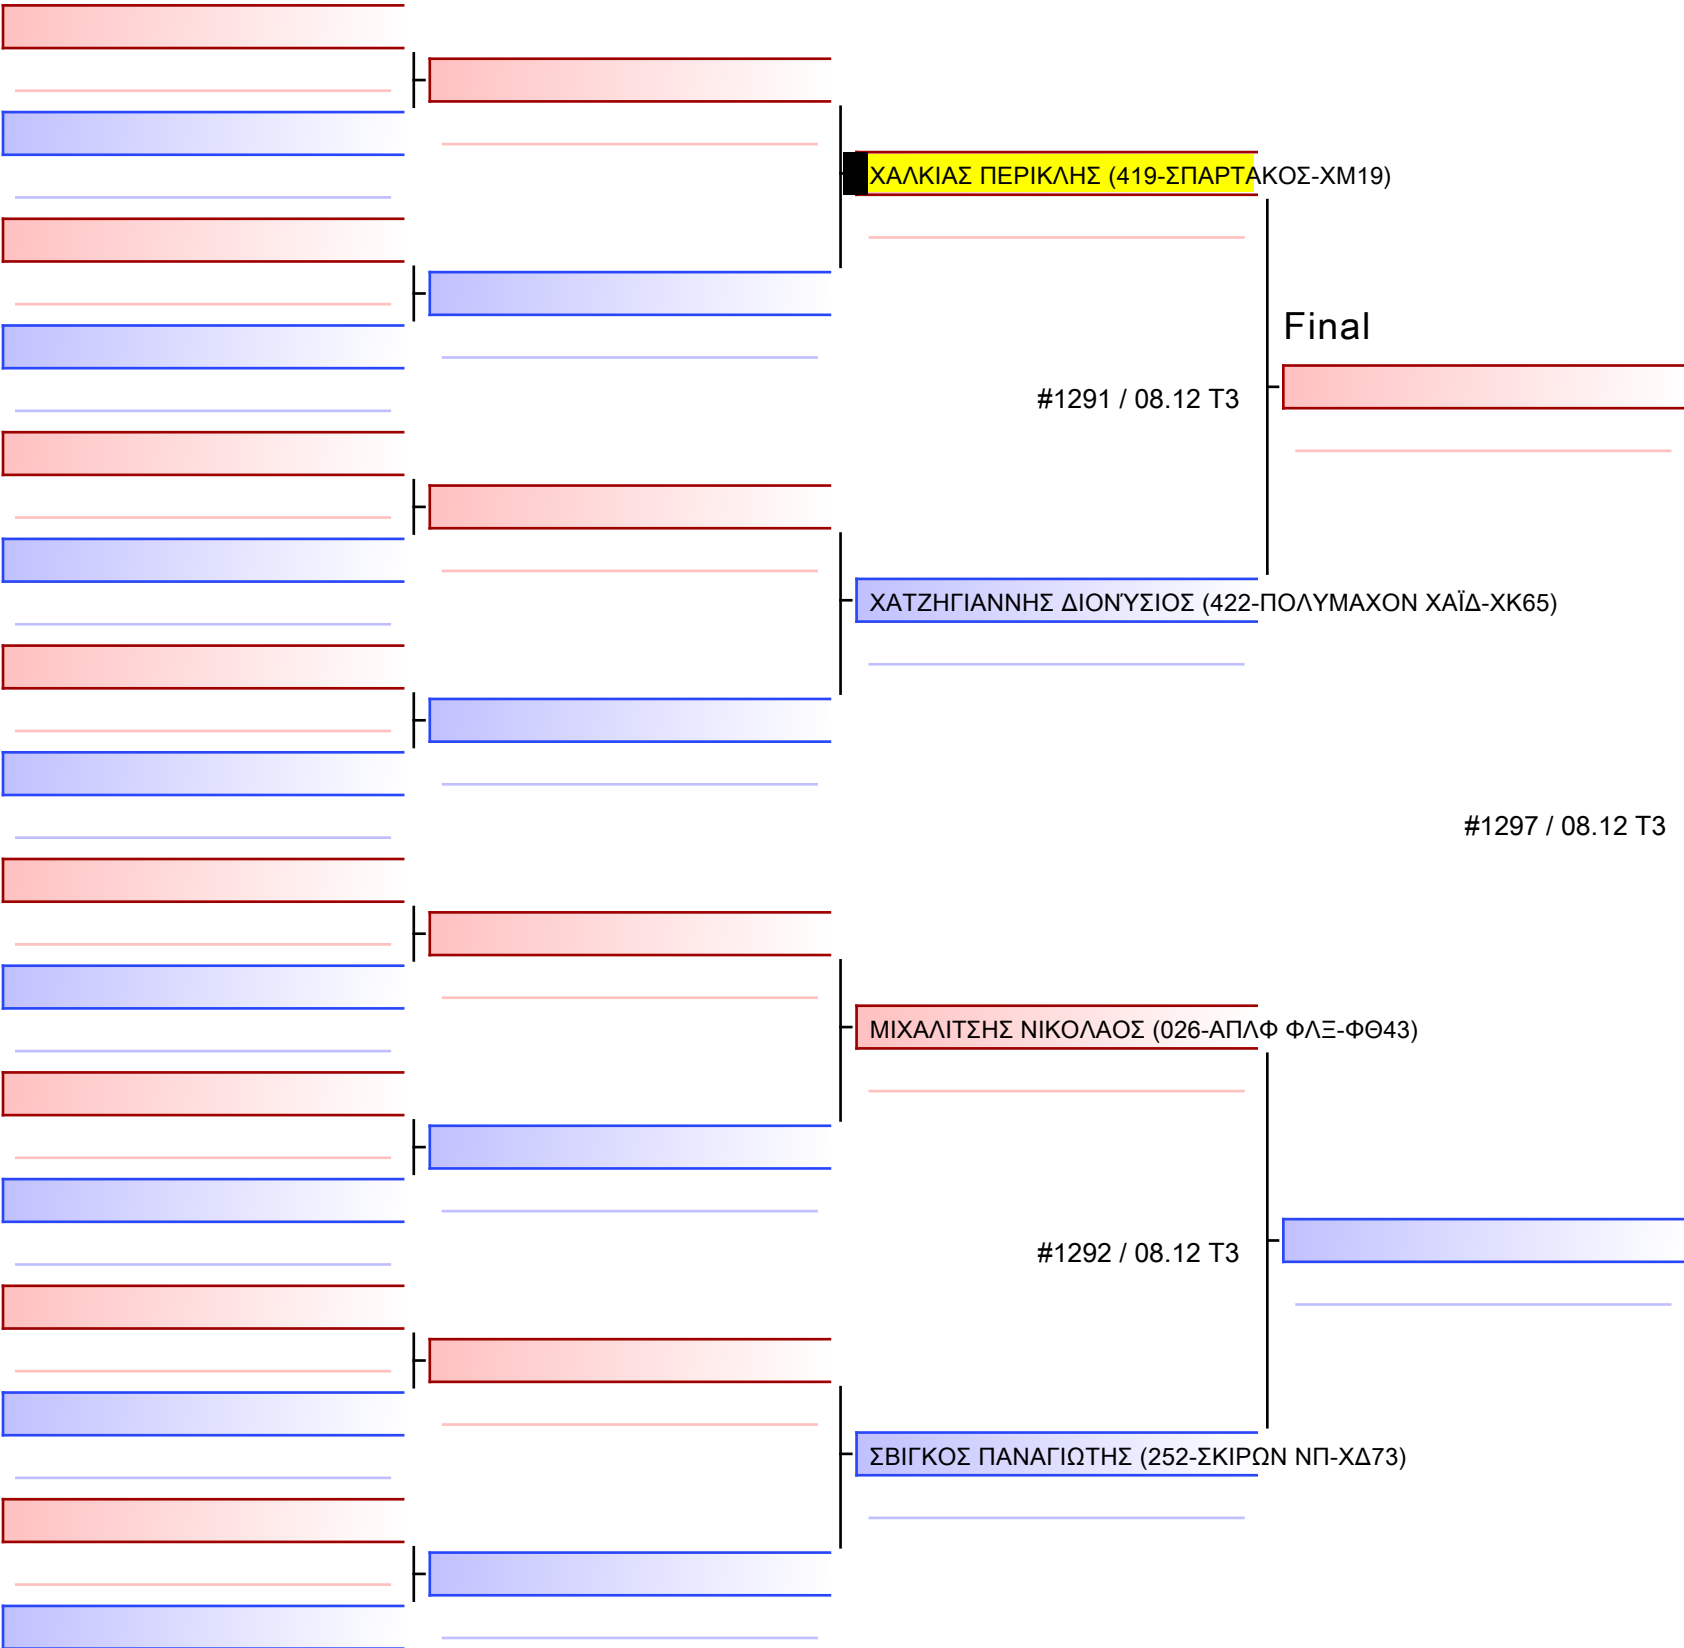 ΧΑΛΚΙΑΣ ΠΕΡΙΚΛΗΣ (419-ΣΠΑΡΤΑΚΟΣ-ΧΜ19)
Final
#1291 / 08.12 T3
ΧΑΤΖΗΓΙΑΝΝΗΣ ΔΙΟΝΎΣΙΟΣ (422-ΠΟΛΥΜΑΧΟΝ ΧΑΪΔ-ΧΚ65)
#1297 / 08.12 T3
ΜΙΧΑΛΙΤΣΗΣ ΝΙΚΟΛΑΟΣ (026-ΑΠΛΦ ΦΛΞ-ΦΘ43)
#1292 / 08.12 T3
ΣΒΙΓΚΟΣ ΠΑΝΑΓΙΩΤΗΣ (252-ΣΚΙΡΩΝ ΝΠ-ΧΔ73)